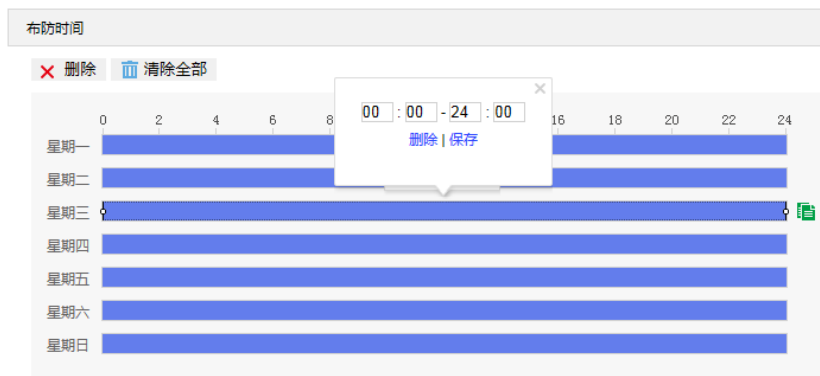 布防时间
删除 清除全部
00 : 00 - 24 : 00
删除 | 保存
0 2 4 6 8 16 18 20 22 24
星期一
星期二
星期三
星期四
星期五
星期六
星期日